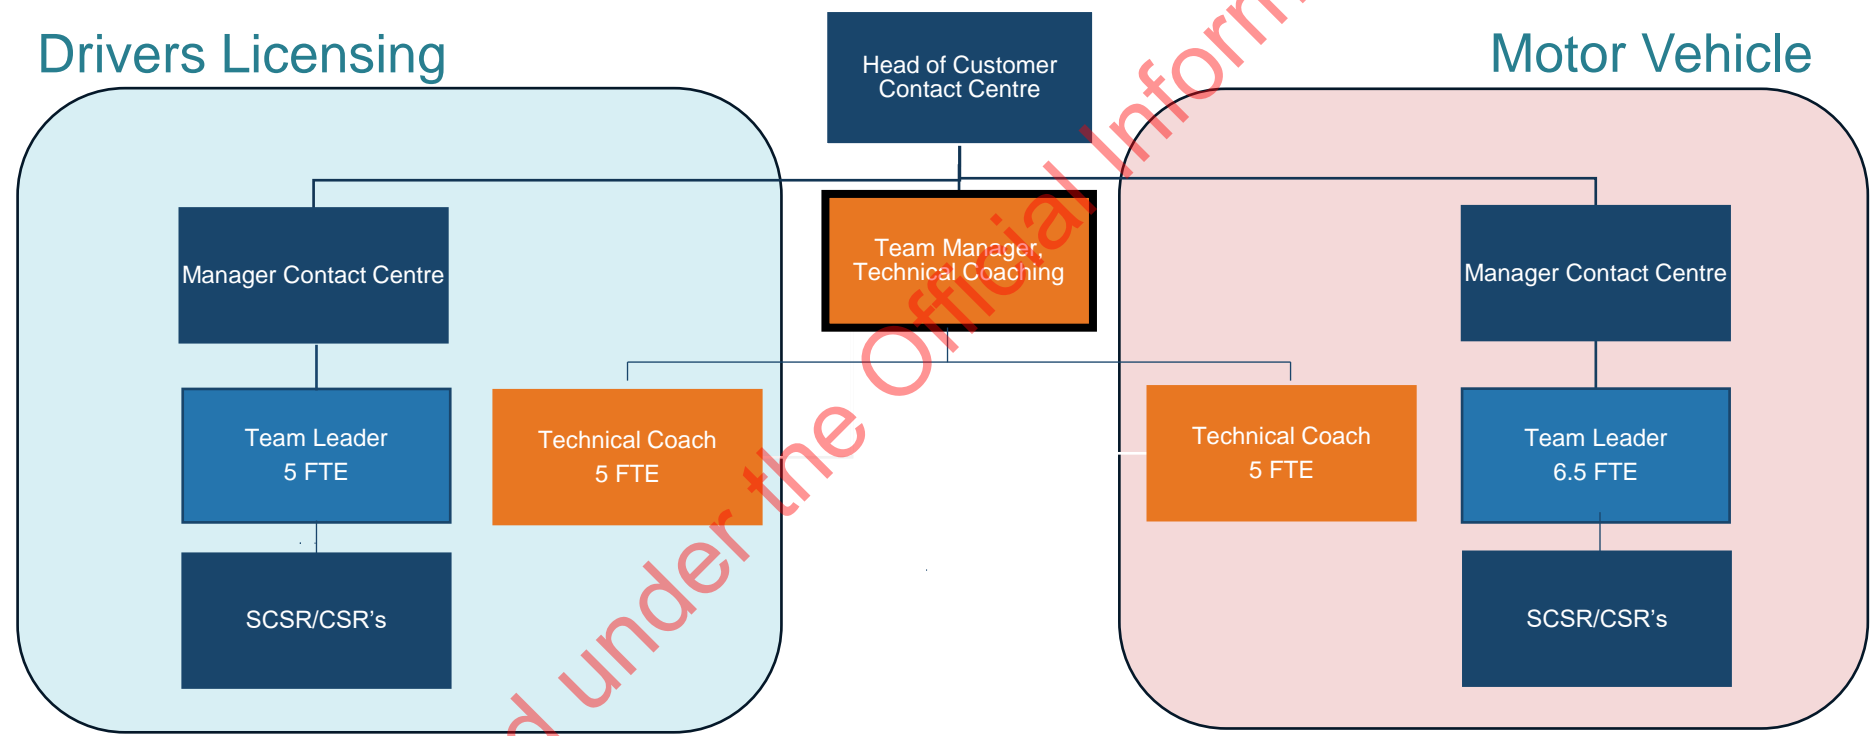 Drivers Licensing
Head of Customer
Contact Centre
Motor Vehicle
Manager Contact Centre
Team Manager,
Technical Coaching
Manager Contact Centre
Team Leader
5 FTE
Technical Coach
5 FTE
Technical Coach
5 FTE
Team Leader
6.5 FTE
SCSR/CSR's
SCSR/CSR's
under the Official